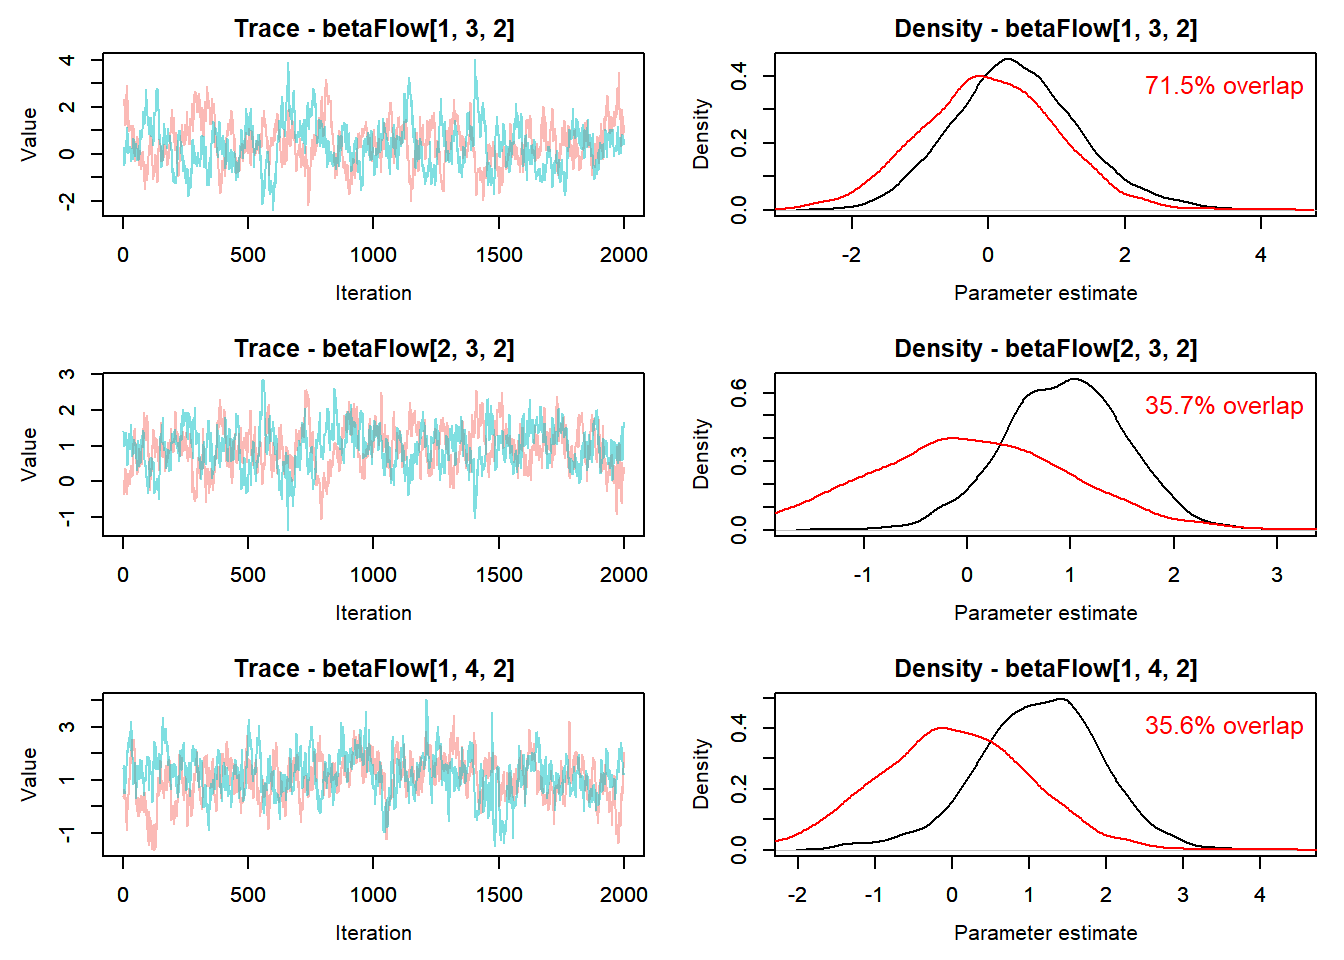 Trace - betaFlow[1, 3, 2]
Value
4
2
0
-2
0 500 1000 1500 2000
Iteration
Density - betaFlow[1, 3, 2]
71.5% overlap
Density
0.4
0.2
0.0
-2 0 2 4
Parameter estimate
Trace - betaFlow[2, 3, 2]
Value
3
2
1
0
-1
0 500 1000 1500 2000
Iteration
Density - betaFlow[2, 3, 2]
35.7% overlap
Density
0.6
0.3
0.0
-1 0 1 2 3
Parameter estimate
Trace - betaFlow[1, 4, 2]
Value
3
1
-1
0 500 1000 1500 2000
Iteration
Density - betaFlow[1, 4, 2]
35.6% overlap
Density
0.4
0.2
0.0
-2 -1 0 1 2 3 4
Parameter estimate